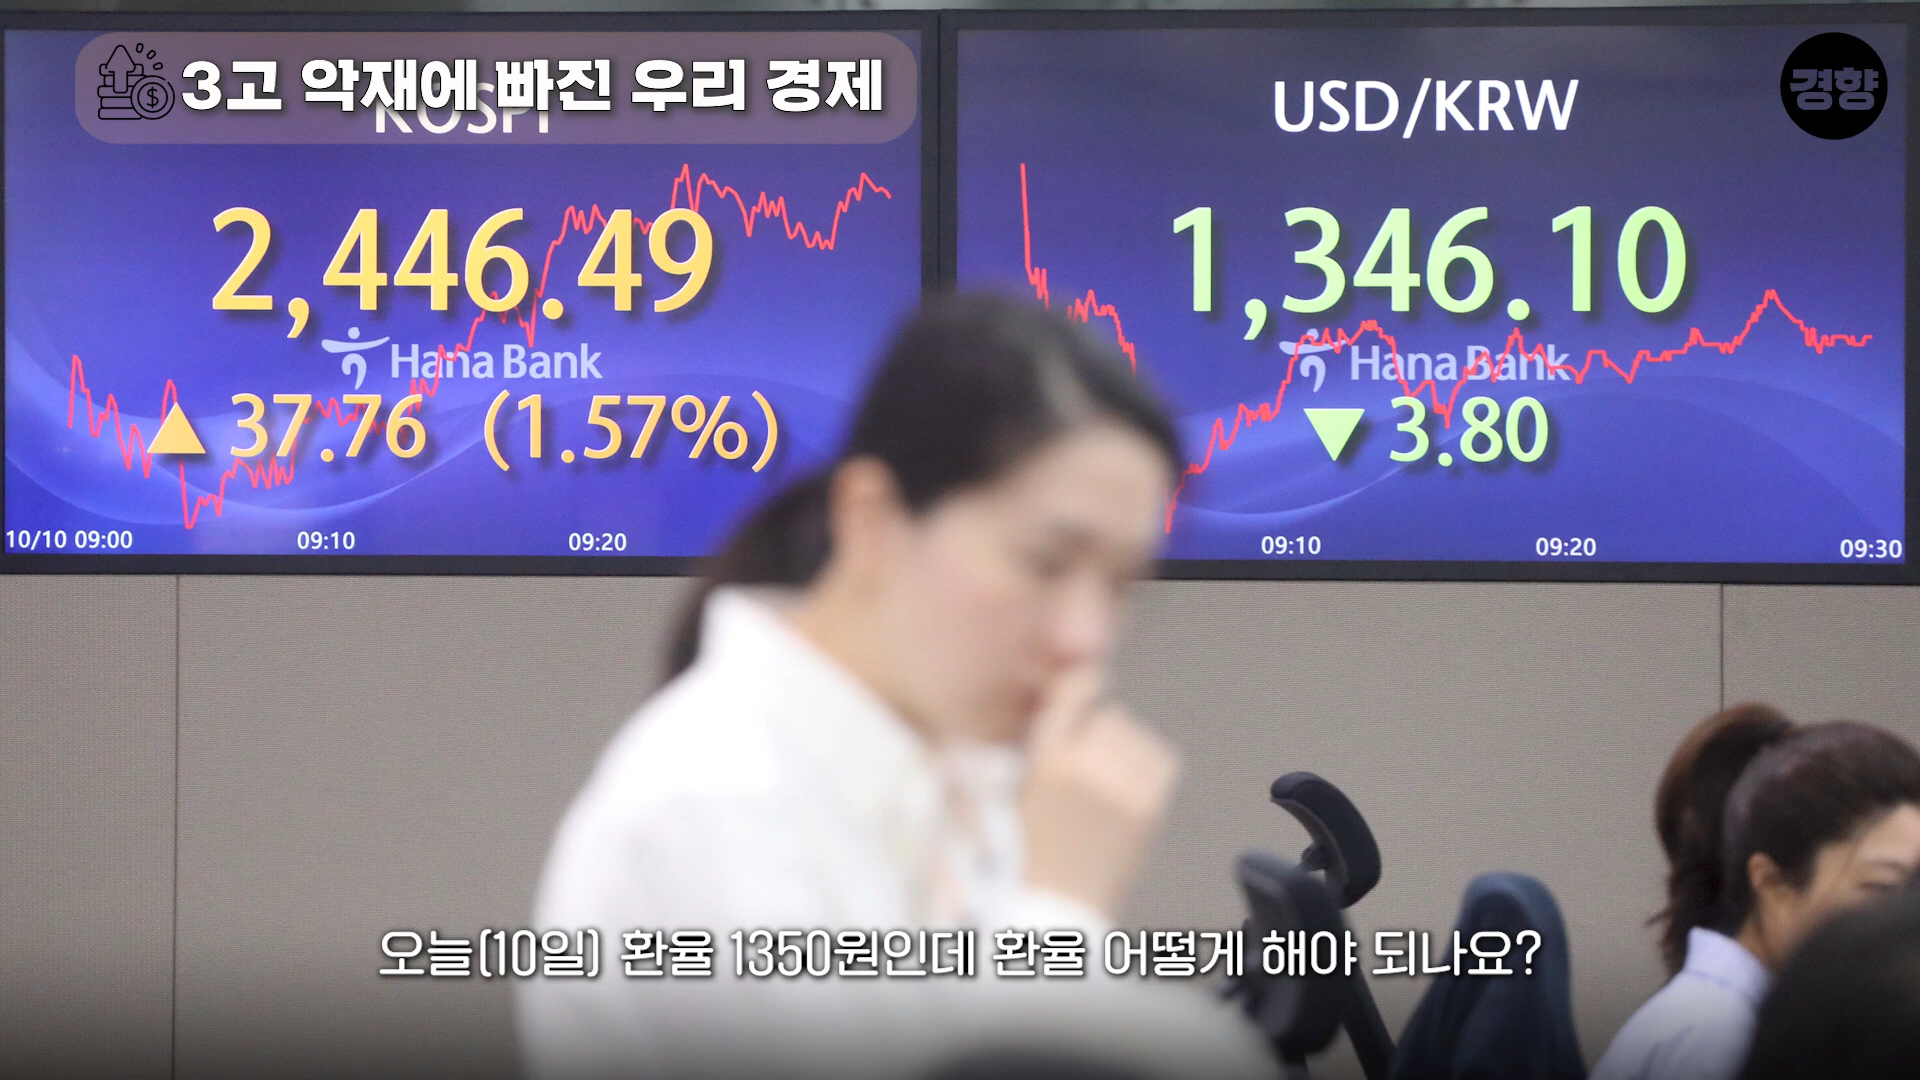 3고 악재에 빠진 우리 경제
KOSPI
2,446.49
Hana Bank
▲ 37.76 (1.57%)
10/10 09:00 09:10 09:20
USD/KRW
1,346.10
Hana Bank
▼ 3.80
09:10 09:20 09:30
경향
오늘(10일) 환율 1350원인데 환율 어떻게 해야 되나요?